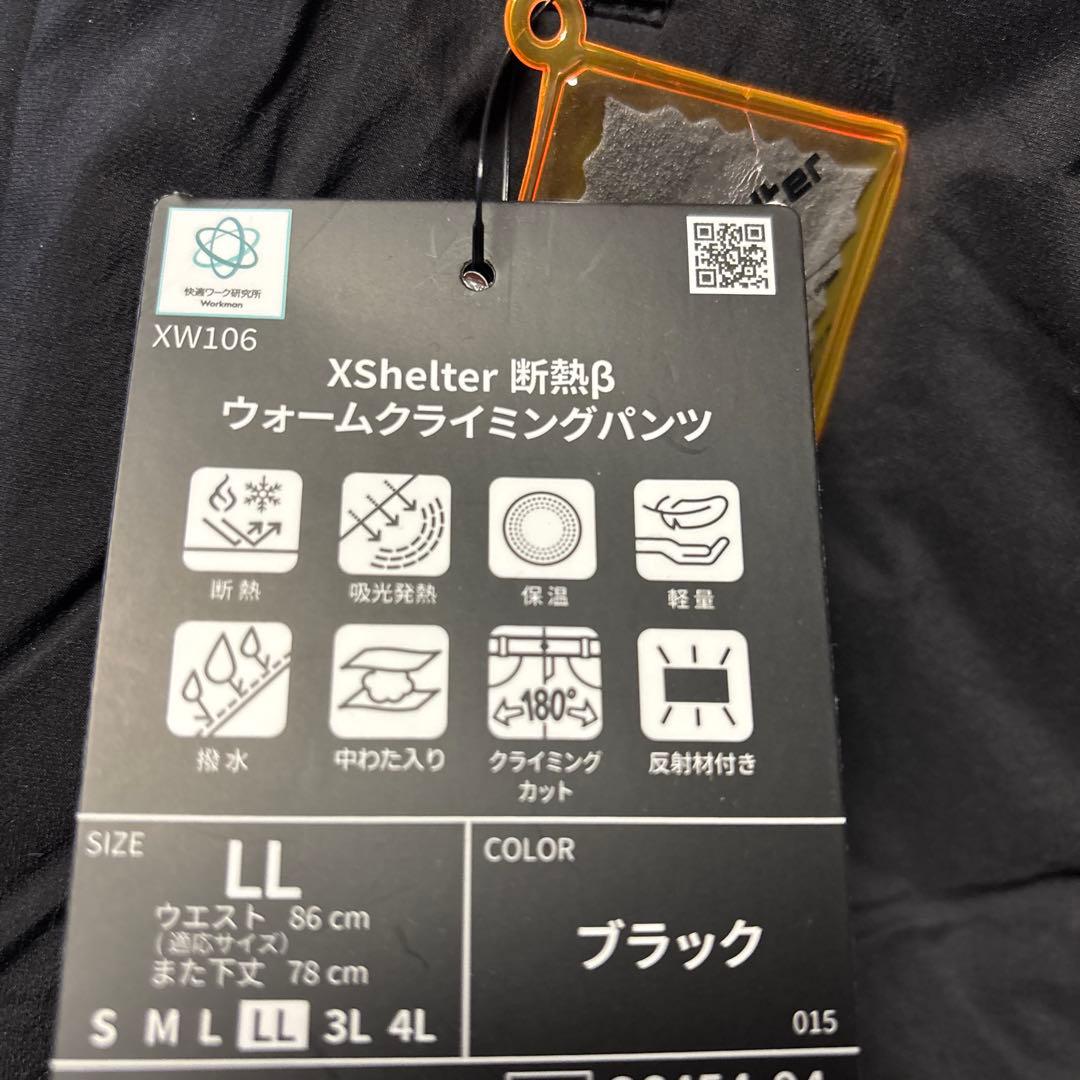 lter
快適ワーク研究所
Workman
XW106
XShelter 断熱β
ウォームクライミングパンツ
断熱
吸光発熱
保温
軽量
180°
撥水
中わた入り
クライミング
カット
反射材付き
SIZE
LL
ウエスト 86 cm
(適応サイズ)
また下丈 78 cm
S M L LL 3L 4L
COLOR
ブラック
015